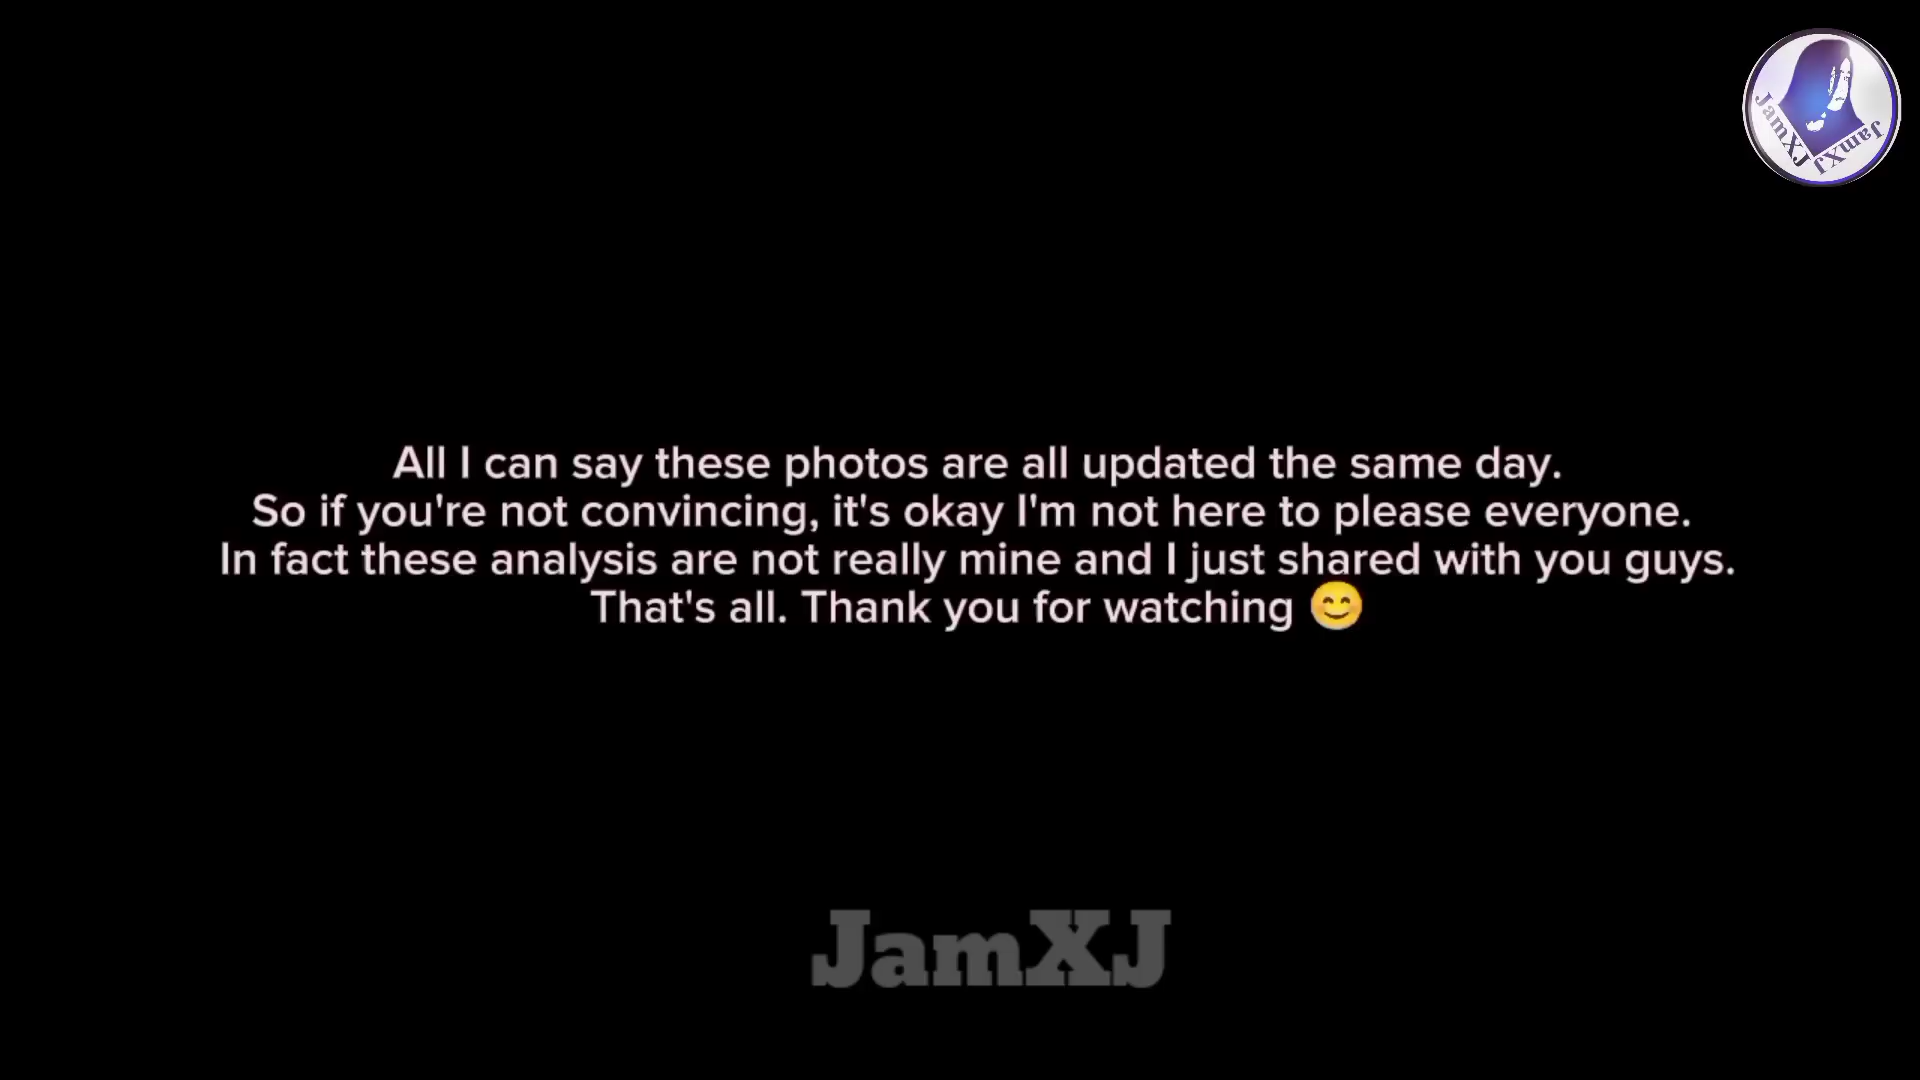 JamXJ JamXJ
All I can say these photos are all updated the same day.
So if you're not convincing, it's okay I'm not here to please everyone.
In fact these analysis are not really mine and I just shared with you guys.
That's all. Thank you for watching 😊
JamXJ